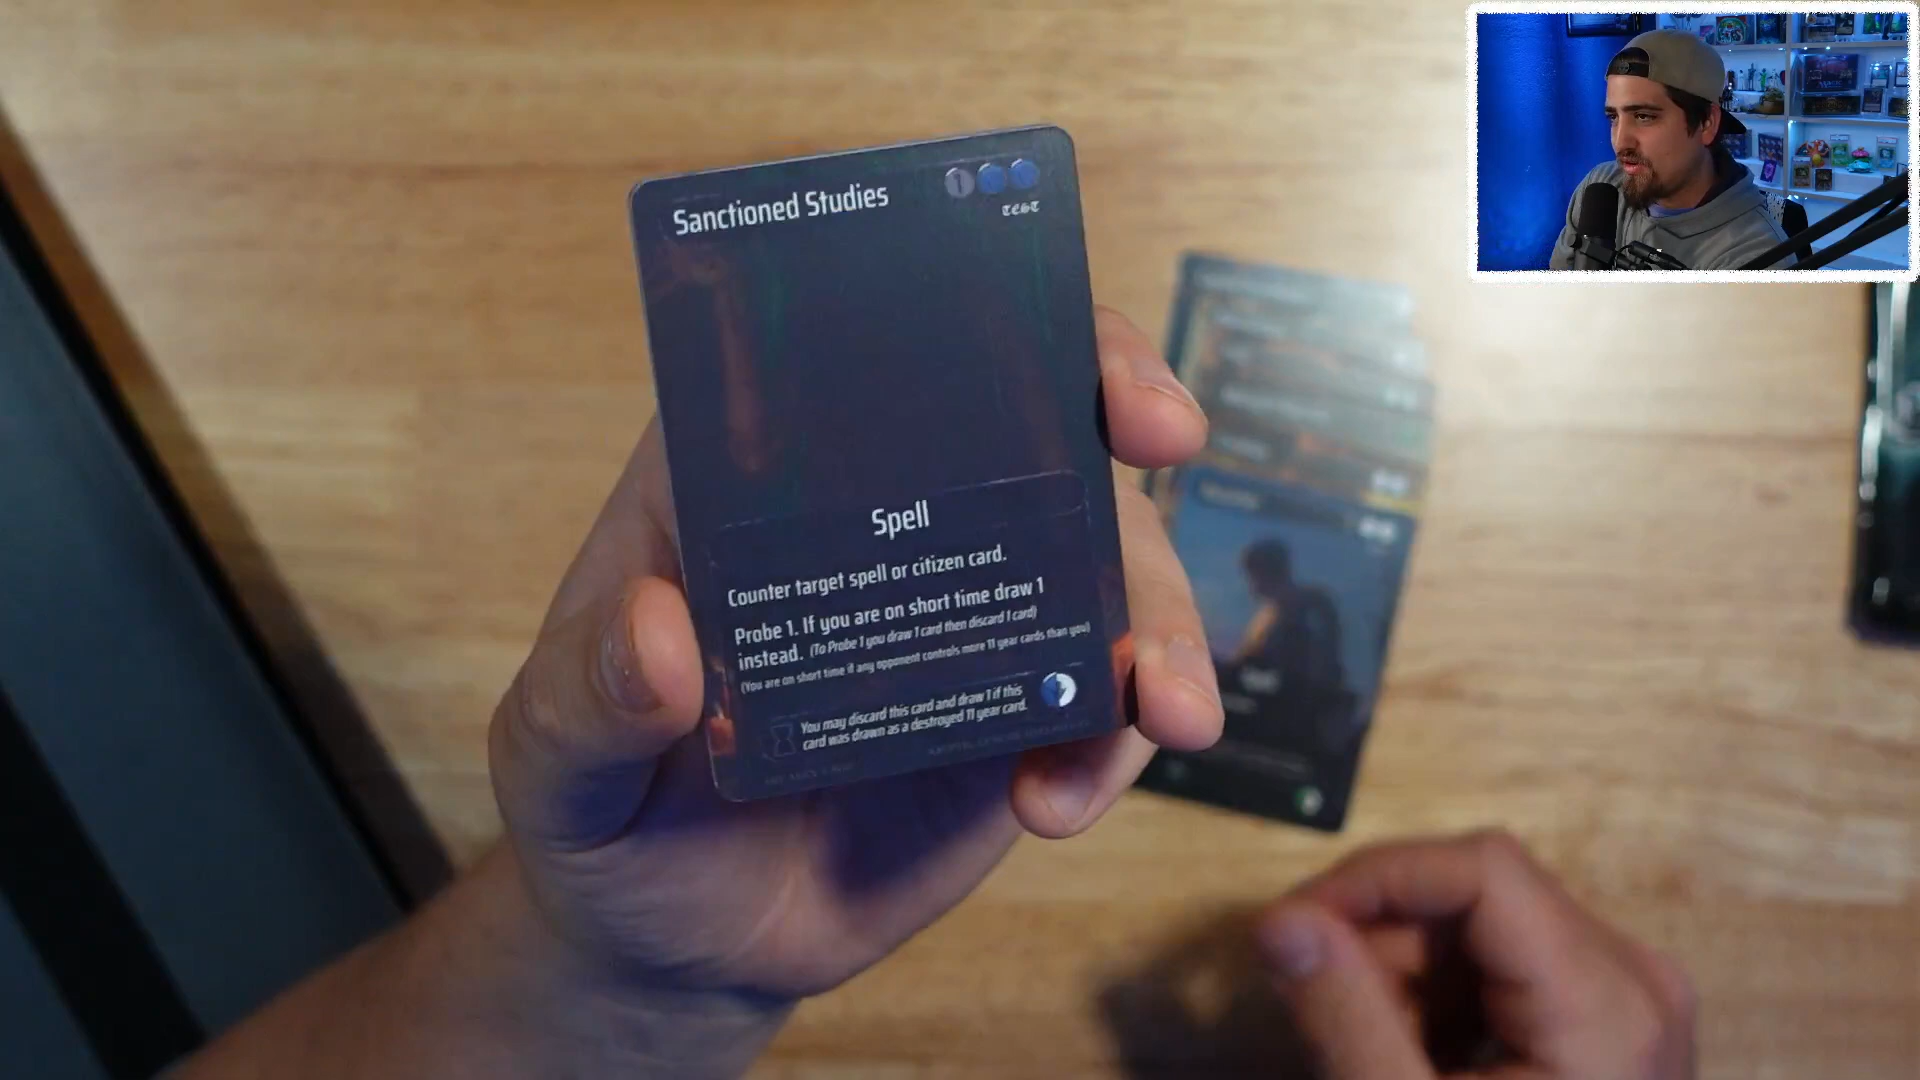 Sanctioned Studies
1
TEST
Spell
Counter target spell or citizen card.
Probe 1. If you are on short time draw 1
instead. (To Probe 1 you draw 1 card then discard 1 card)
(You are on short time if any opponent controls more 11 year cards than you)
You may discard this card and draw 1 if this
card was drawn as a destroyed 11 year card.